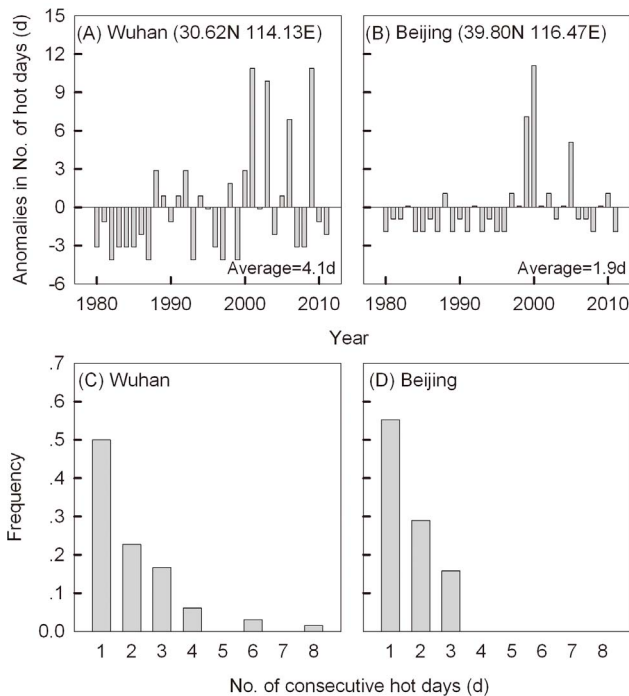 Anomalies in No. of hot days (d)
15
12
9
6
3
0
-3
-6
(A) Wuhan (30.62N 114.13E)
Average=4.1d
1980
1990
2000
2010
(B) Beijing (39.80N 116.47E)
Average=1.9d
1980
1990
2000
2010
Year
Frequency
.7
.6
.5
.4
.3
.2
.1
0.0
(C) Wuhan
1 2 3 4 5 6 7 8
(D) Beijing
1 2 3 4 5 6 7 8
No. of consecutive hot days (d)